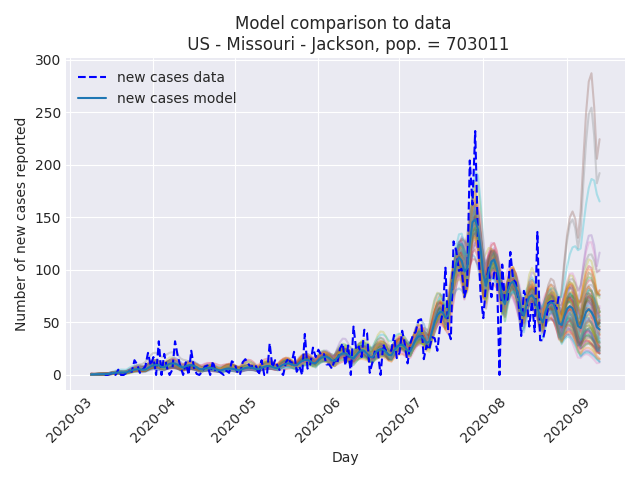 Model comparison to data
US - Missouri - Jackson, pop. = 703011
new cases data
new cases model
Number of new cases reported
300
250
200
150
100
50
0
2020-03
2020-04
2020-05
2020-06
2020-07
2020-08
2020-09
Day